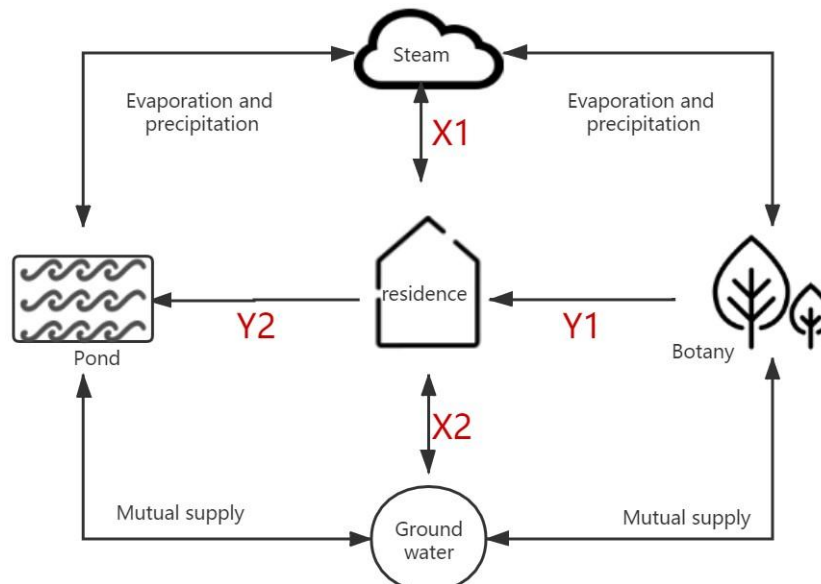 Steam
Evaporation and
precipitation
Evaporation and
precipitation
X1
residence
Y2
Y1
Pond
Botany
X2
Mutual supply
Mutual supply
Ground
water